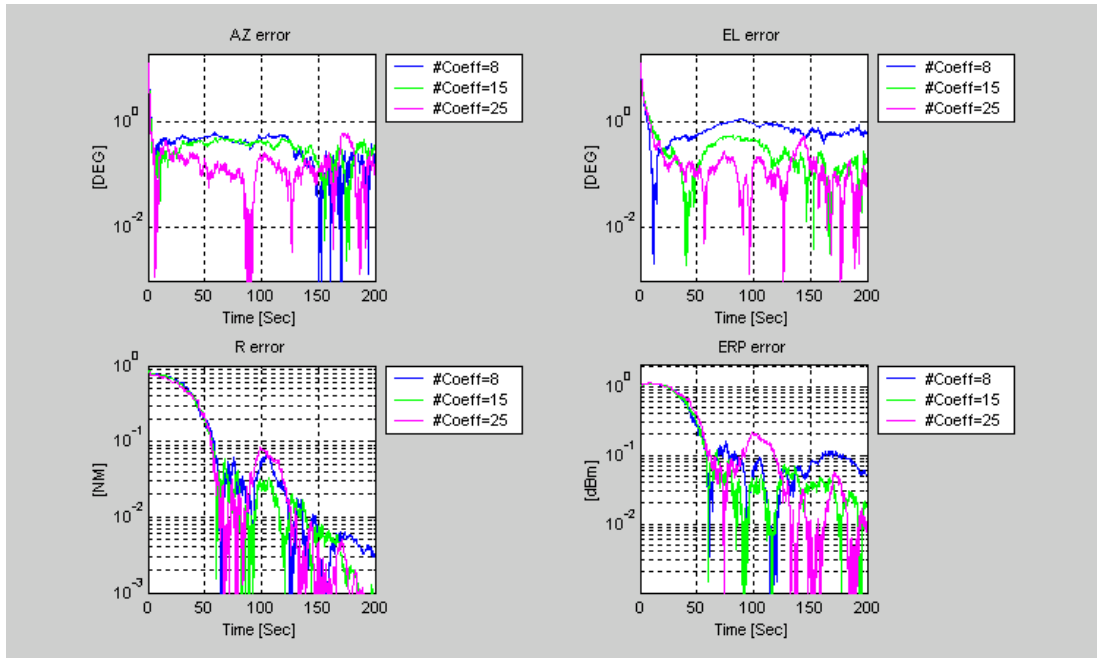 AZ error
#Coeff=8
#Coeff=15
#Coeff=25
10^0
10^-2
[DEG]
0 50 100 150 200
Time [Sec]
EL error
#Coeff=8
#Coeff=15
#Coeff=25
10^0
10^-2
[DEG]
0 50 100 150 200
Time [Sec]
R error
#Coeff=8
#Coeff=15
#Coeff=25
10^0
10^-1
10^-2
10^-3
[NM]
0 50 100 150 200
Time [Sec]
ERP error
#Coeff=8
#Coeff=15
#Coeff=25
10^0
10^-1
10^-2
[dBm]
0 50 100 150 200
Time [Sec]